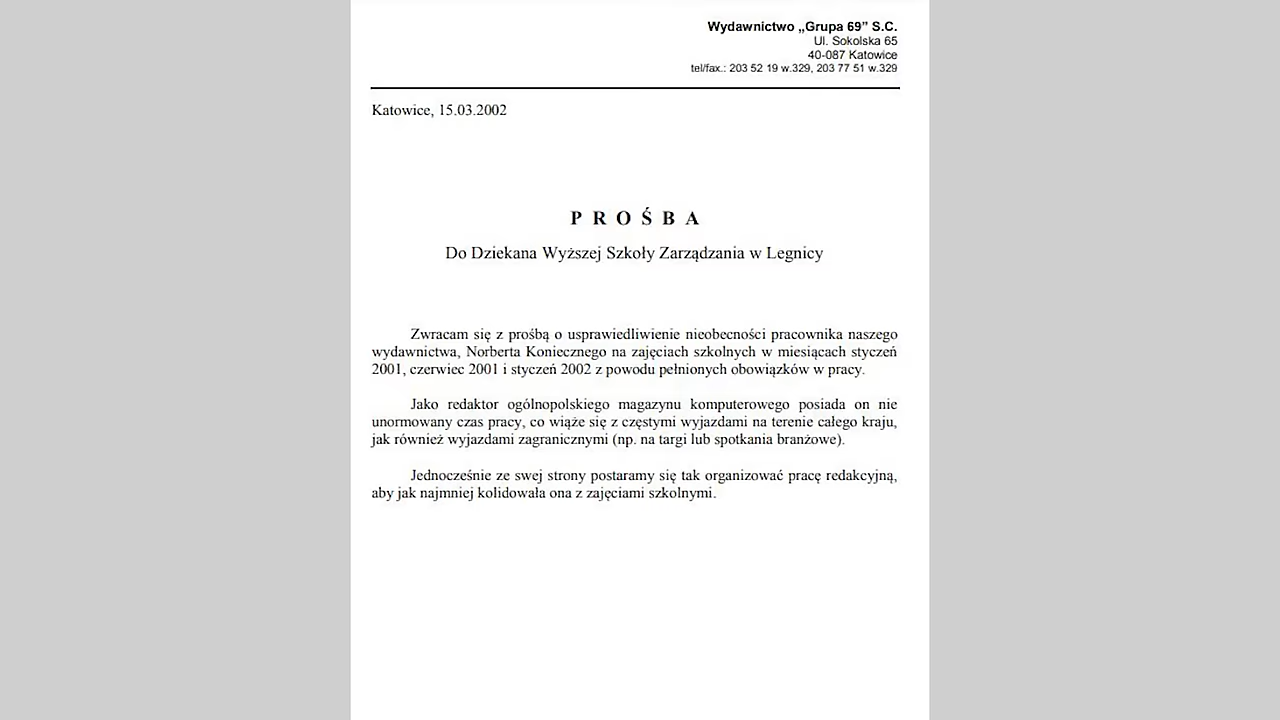 Wydawnictwo „Grupa 69” S.C.
Ul. Sokolska 65
40-087 Katowice
tel/fax.: 203 52 19 w.329, 203 77 51 w.329
Katowice, 15.03.2002
P R O Ś B A
Do Dziekana Wyższej Szkoły Zarządzania w Legnicy
Zwracam się z prośbą o usprawiedliwienie nieobecności pracownika naszego
wydawnictwa, Norberta Koniecznego na zajęciach szkolnych w miesiącach styczeń
2001, czerwiec 2001 i styczeń 2002 z powodu pełnionych obowiązków w pracy.
Jako redaktor ogólnopolskiego magazynu komputerowego posiada on nie
unormowany czas pracy, co wiąże się z częstymi wyjazdami na terenie całego kraju,
jak również wyjazdami zagranicznymi (np. na targi lub spotkania branżowe).
Jednocześnie ze swej strony postaramy się tak organizować pracę redakcyjną,
aby jak najmniej kolidowała ona z zajęciami szkolnymi.